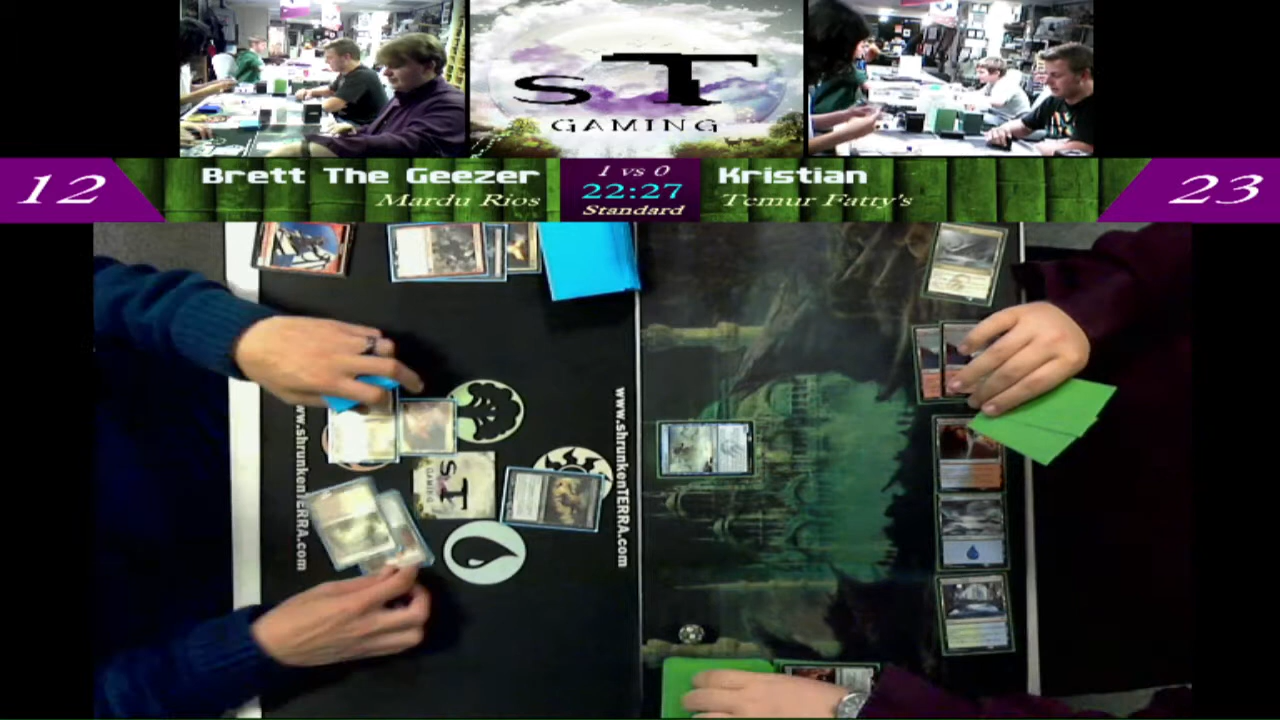 ST
GAMING
12
Brett The Geezer
Mardu Rios
1 vs 0
22:27
Standard
Kristian
Temur Fatty's
23
www.shrunkenTERRA.com
www.shrunkenTERRA.com
ST
GAMING